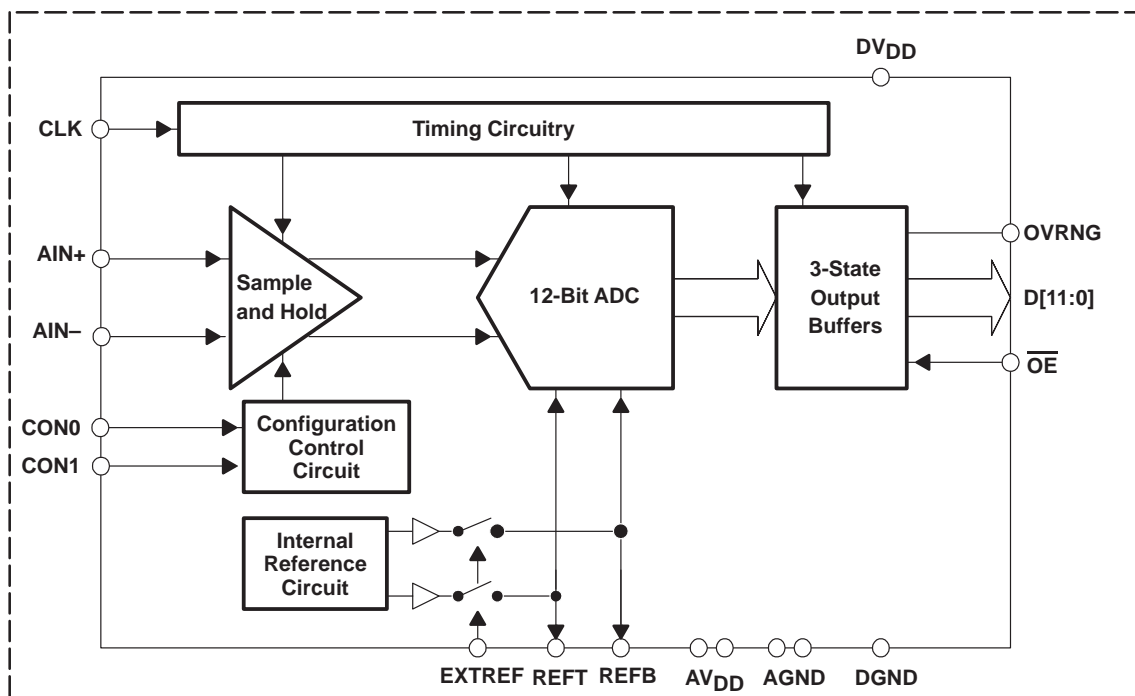 DVDD
CLK
Timing Circuitry
AIN+
Sample
and Hold
AIN–
12-Bit ADC
3-State
Output
Buffers
OVRNG
D[11:0]
OE
CON0
CON1
Configuration
Control
Circuit
Internal
Reference
Circuit
EXTREF
REFT
REFB
AVDD
AGND
DGND